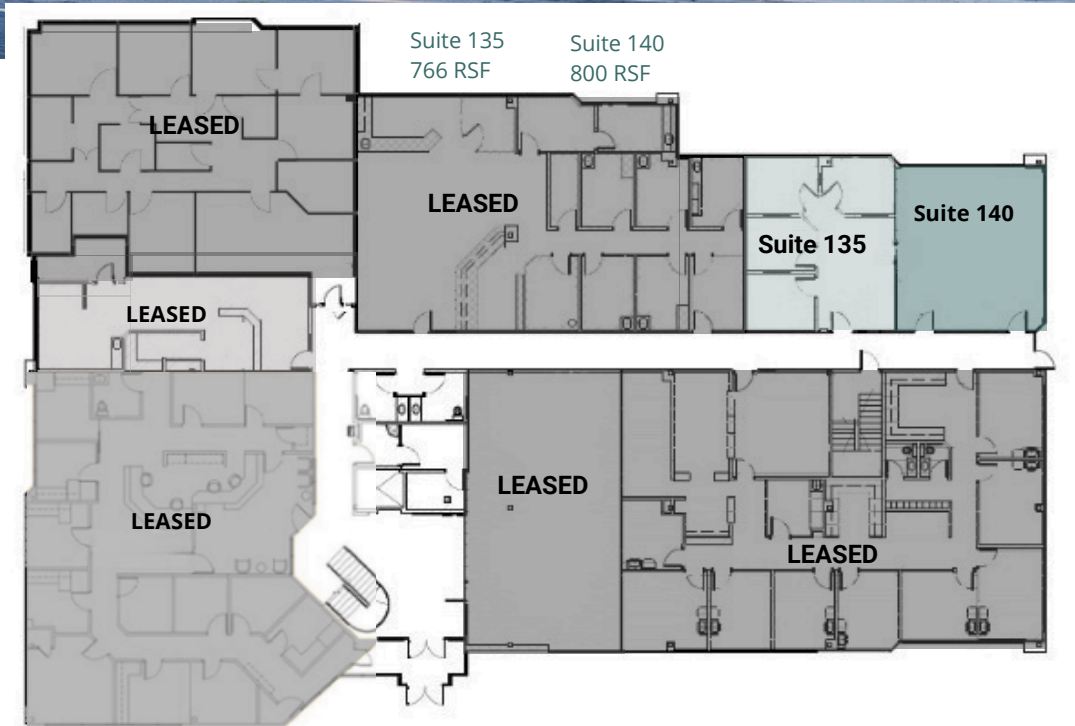 Suite 135
766 RSF
Suite 140
800 RSF
LEASED
LEASED
Suite 140
Suite 135
LEASED
LEASED
LEASED
LEASED